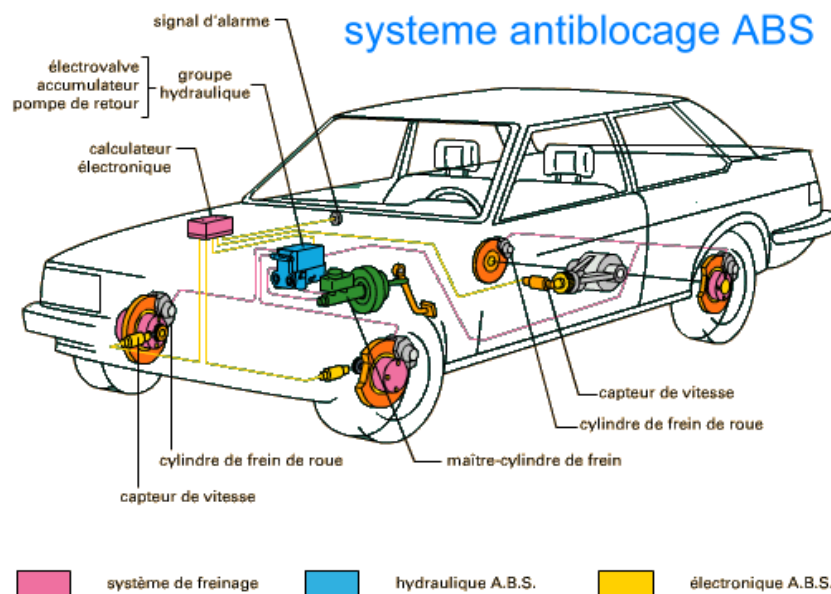 systeme antiblocage ABS
signal d'alarme
électrovalve
accumulateur
pompe de retour
groupe
hydraulique
calculateur
électronique
capteur de vitesse
cylindre de frein de roue
cylindre de frein de roue
maître-cylindre de frein
capteur de vitesse
système de freinage
hydraulique A.B.S.
électronique A.B.S.